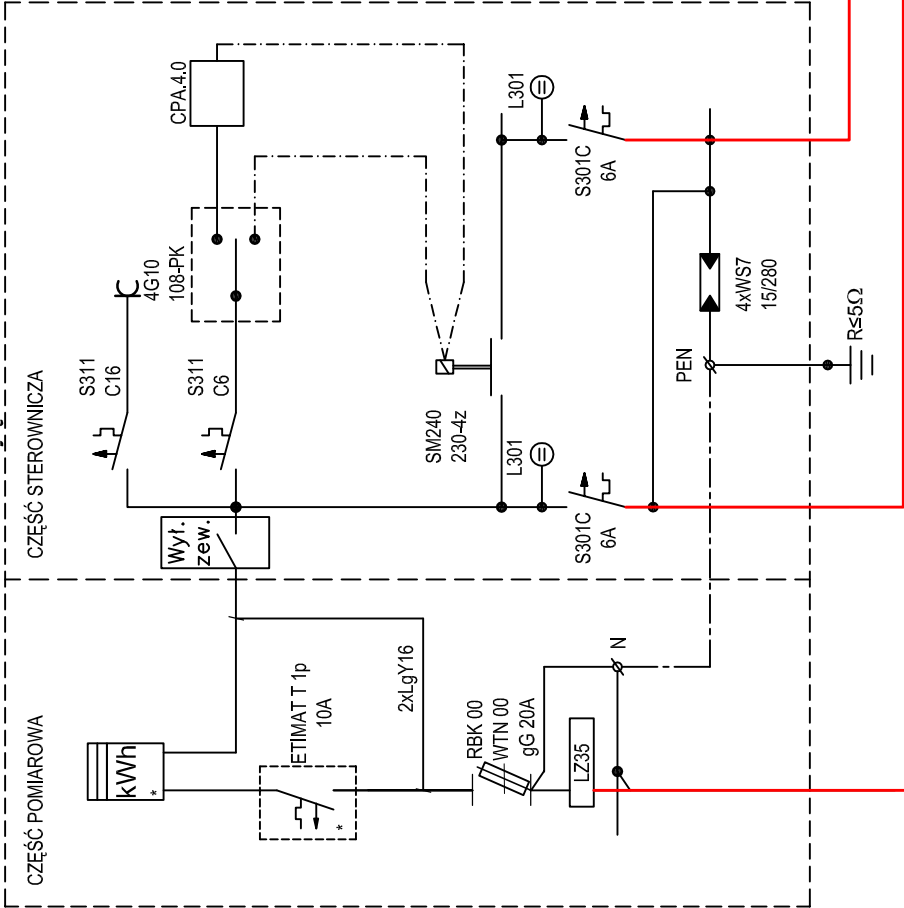 CZĘŚĆ STEROWNICZA
S311
C16
4G10
108-PK
CPA.4.0
S311
C6
Wył.
zew.
SM240
230-4z
L301
L301
S301C
6A
S301C
6A
4xWS7
15/280
PEN
R≤5Ω
CZĘŚĆ POMIAROWA
kWh
*
ETIMAT T 1p
10A
*
2xLgY16
RBK 00
WTN 00
gG 20A
LZ35
N